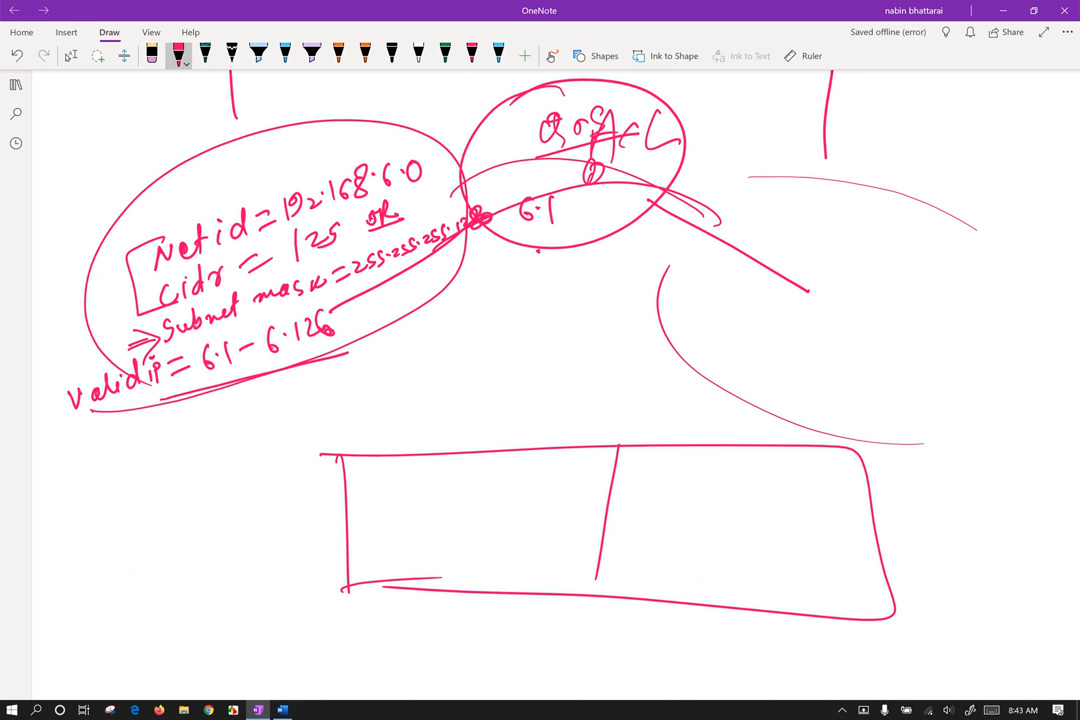 OneNote
nabin bhattarai
Home Insert Draw View Help
Saved offline (error)
Share
Shapes
Ink to Shape
Ink to Text
Ruler
Net id = 192.168.6.0
Cidr = 125 OR
=> Subnet mask = 255.255.255.128
Valid ip = 6.1 - 6.126
6.1
8:43 AM